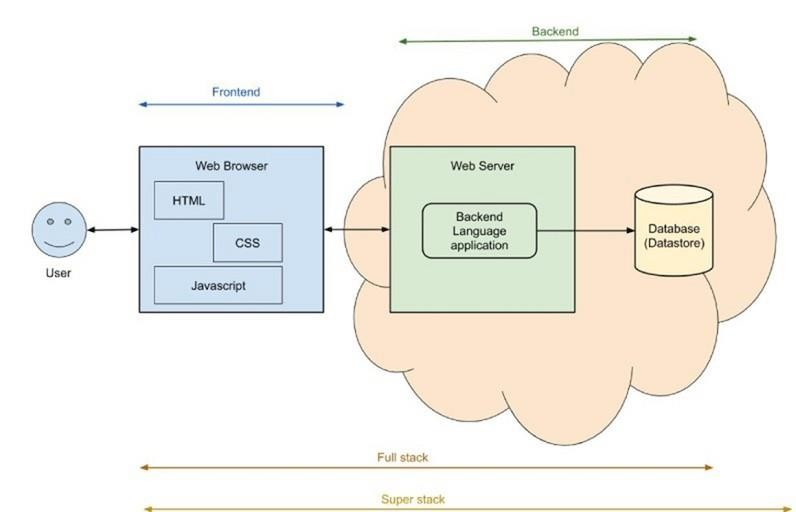 Backend
Frontend
Web Browser
HTML
CSS
Javascript
User
Web Server
Backend
Language
application
Database
(Datastore)
Full stack
Super stack